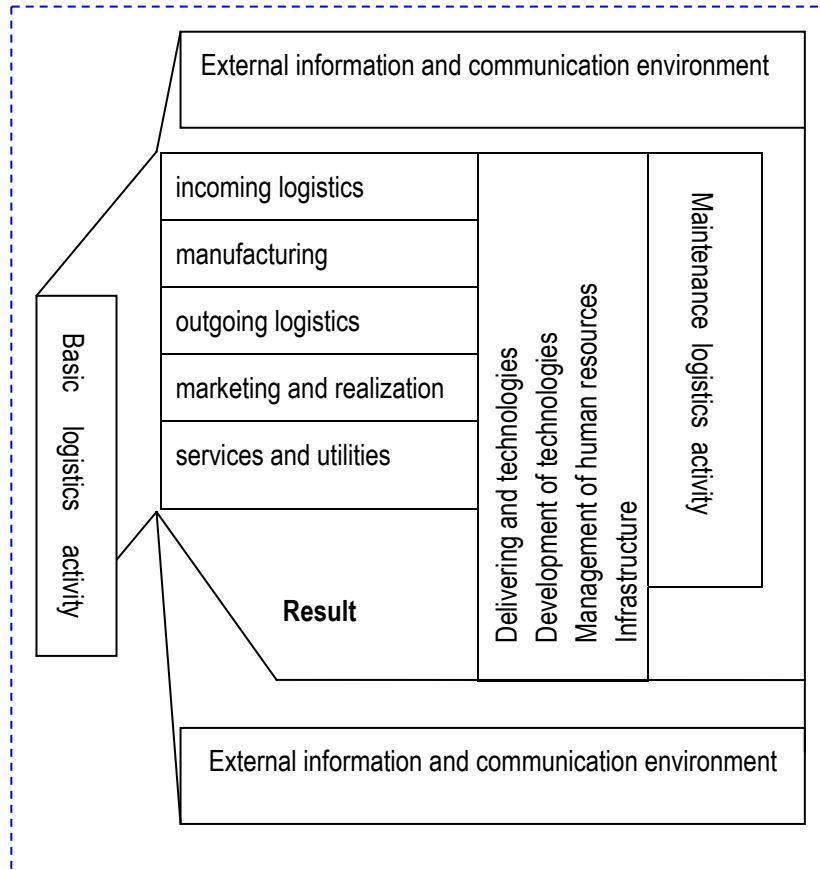 External information and communication environment
incoming logistics
manufacturing
outgoing logistics
marketing and realization
services and utilities
Basic logistics activity
Result
Delivering and technologies
Development of technologies
Management of human resources
Infrastructure
Maintenance logistics activity
External information and communication environment